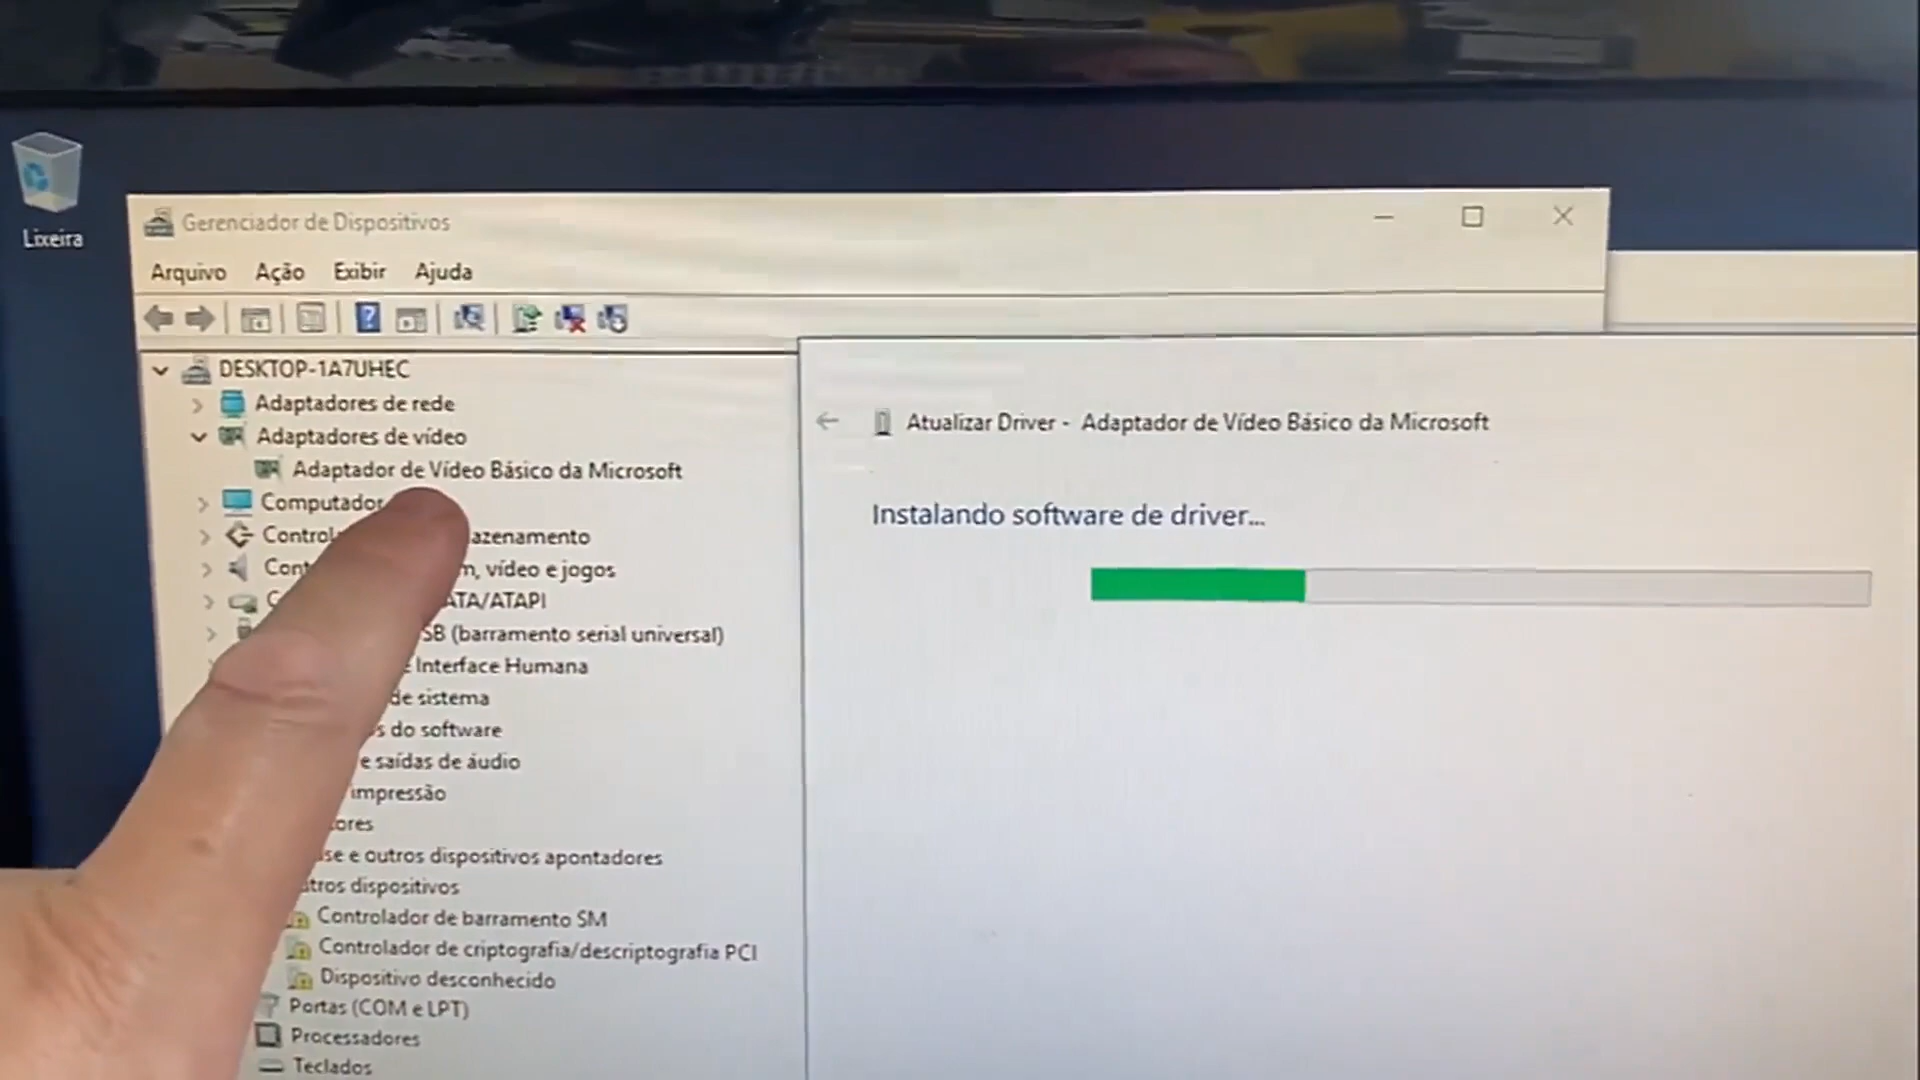 Lixeira
Gerenciador de Dispositivos
Arquivo Ação Exibir Ajuda
DESKTOP-1A7UHEC
Adaptadores de rede
Adaptadores de vídeo
Adaptador de Vídeo Básico da Microsoft
Computador
Control azenamento
Cont m, vídeo e jogos
C ATA/ATAPI
SB (barramento serial universal)
e Interface Humana
de sistema
s do software
e saídas de áudio
impressão
ores
se e outros dispositivos apontadores
utros dispositivos
Controlador de barramento SM
Controlador de criptografia/descriptografia PCI
Dispositivo desconhecido
Portas (COM e LPT)
Processadores
Teclados
Atualizar Driver - Adaptador de Vídeo Básico da Microsoft
Instalando software de driver...